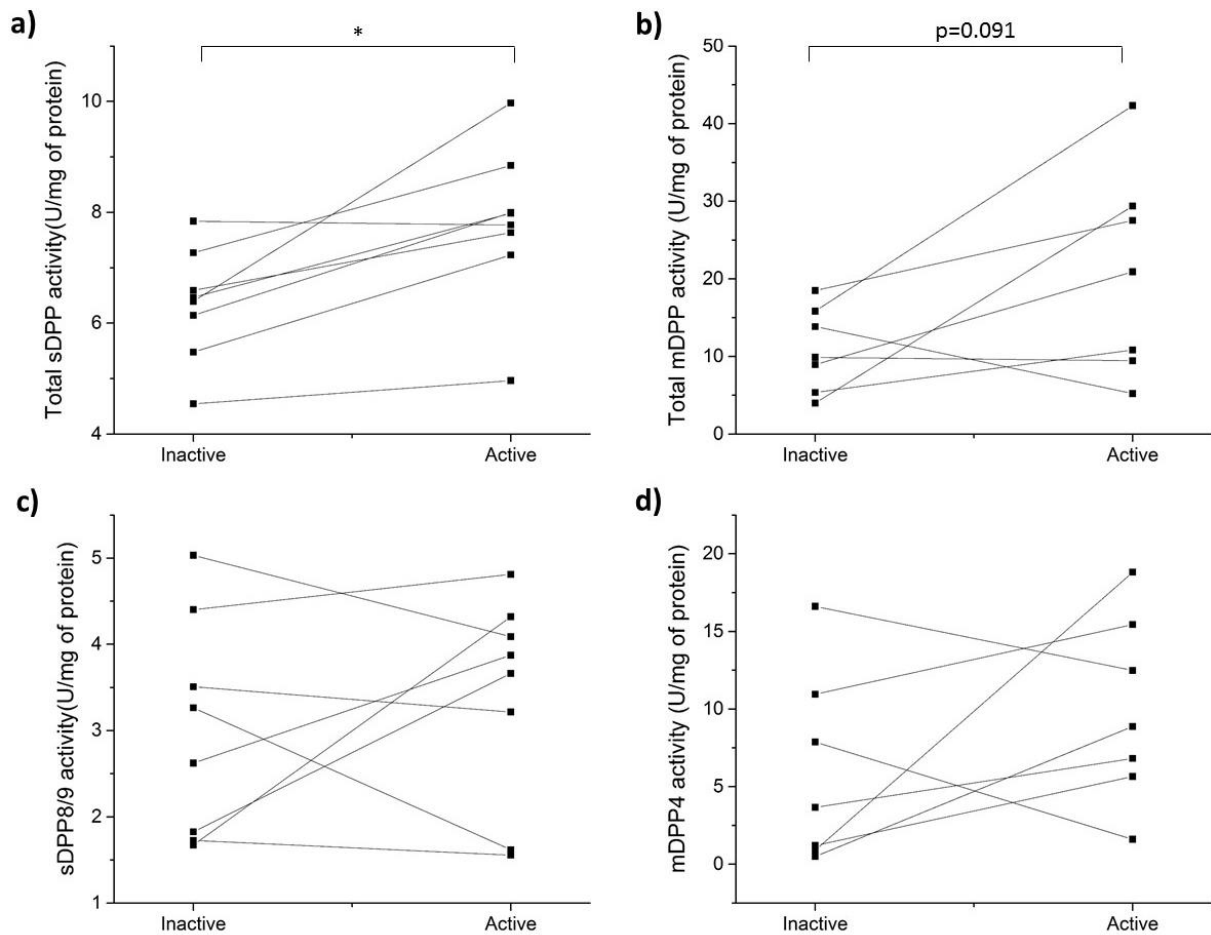 a)
*
Total sDPP activity(U/mg of protein)
10
8
6
4
Inactive
Active
b)
p=0.091
Total mDPP activity (U/mg of protein)
50
40
30
20
10
0
Inactive
Active
c)
sDPP8/9 activity(U/mg of protein)
5
4
3
2
1
Inactive
Active
d)
mDPP4 activity (U/mg of protein)
20
15
10
5
0
Inactive
Active